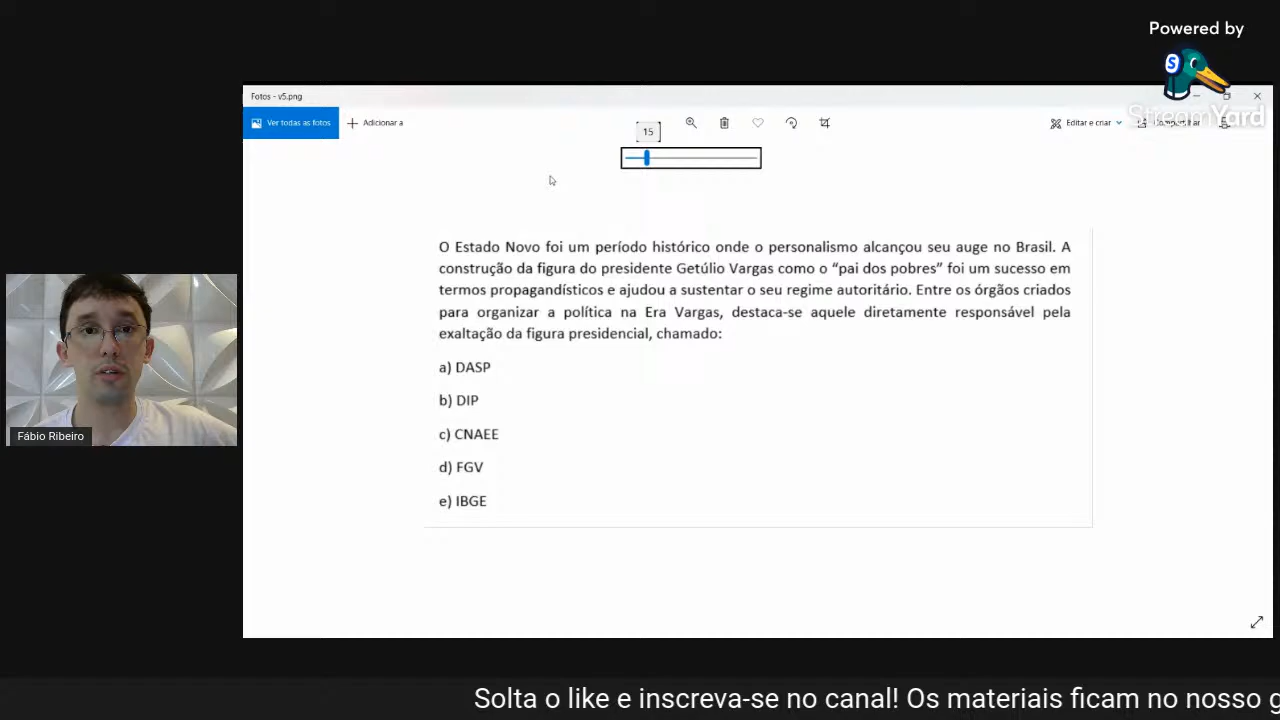 Powered by
StreamYard
Fotos - v5.png
Ver todas as fotos
Adicionar a
15
Editar e criar
Compartilhar
O Estado Novo foi um período histórico onde o personalismo alcançou seu auge no Brasil. A
construção da figura do presidente Getúlio Vargas como o “pai dos pobres” foi um sucesso em
termos propagandísticos e ajudou a sustentar o seu regime autoritário. Entre os órgãos criados
para organizar a política na Era Vargas, destaca-se aquele diretamente responsável pela
exaltação da figura presidencial, chamado:
a) DASP
b) DIP
c) CNAEE
d) FGV
e) IBGE
Fábio Ribeiro
Solta o like e inscreva-se no canal! Os materiais ficam no nosso g